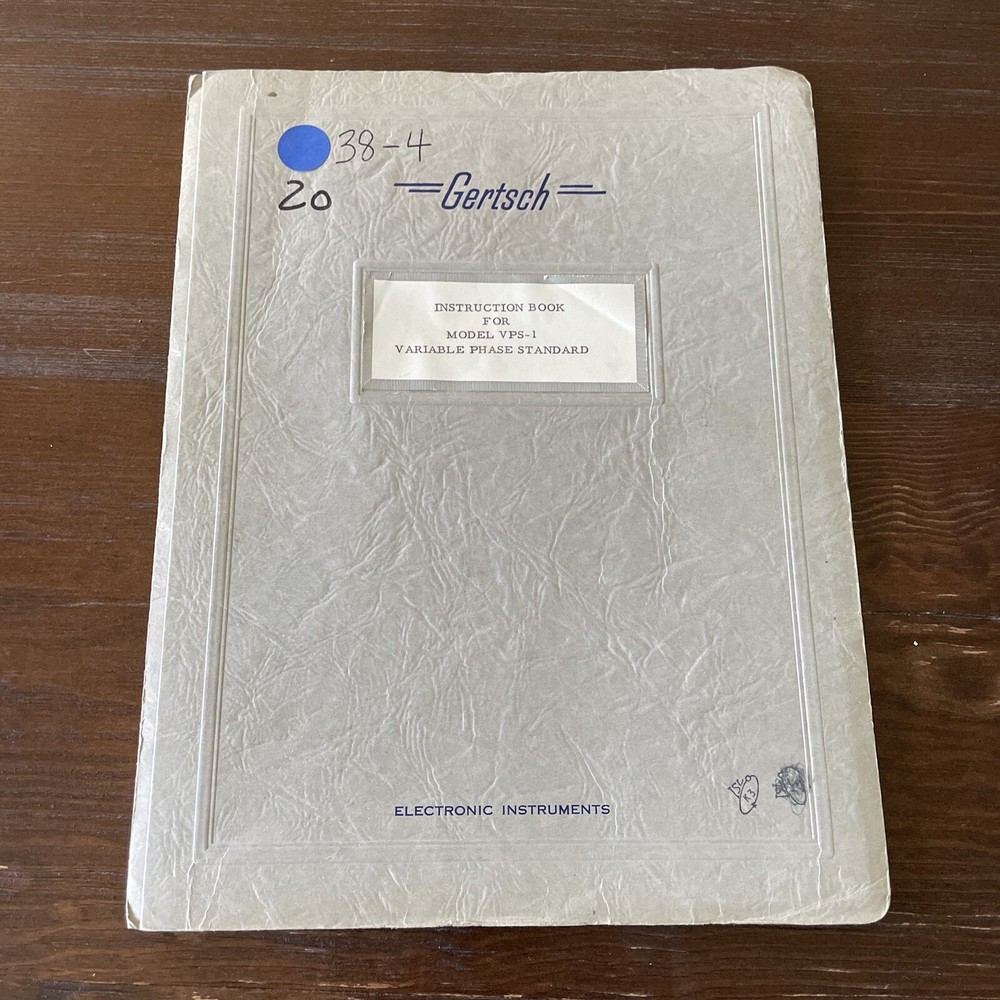 38-4
20
Gertsch
INSTRUCTION BOOK
FOR
MODEL VPS-1
VARIABLE PHASE STANDARD
ELECTRONIC INSTRUMENTS